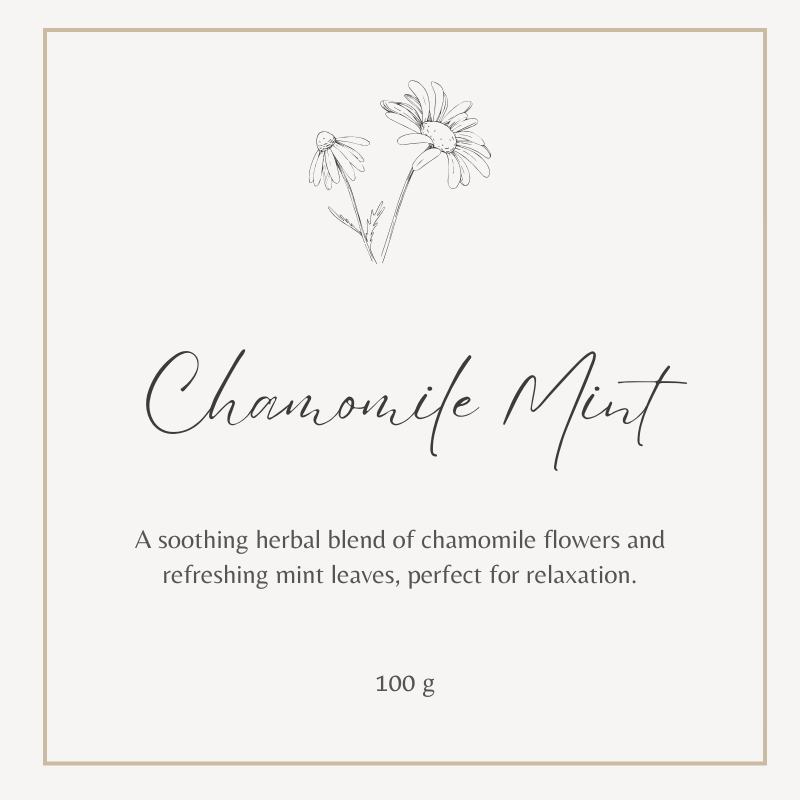 Chamomile Mint
A soothing herbal blend of chamomile flowers and
refreshing mint leaves, perfect for relaxation.
100 g